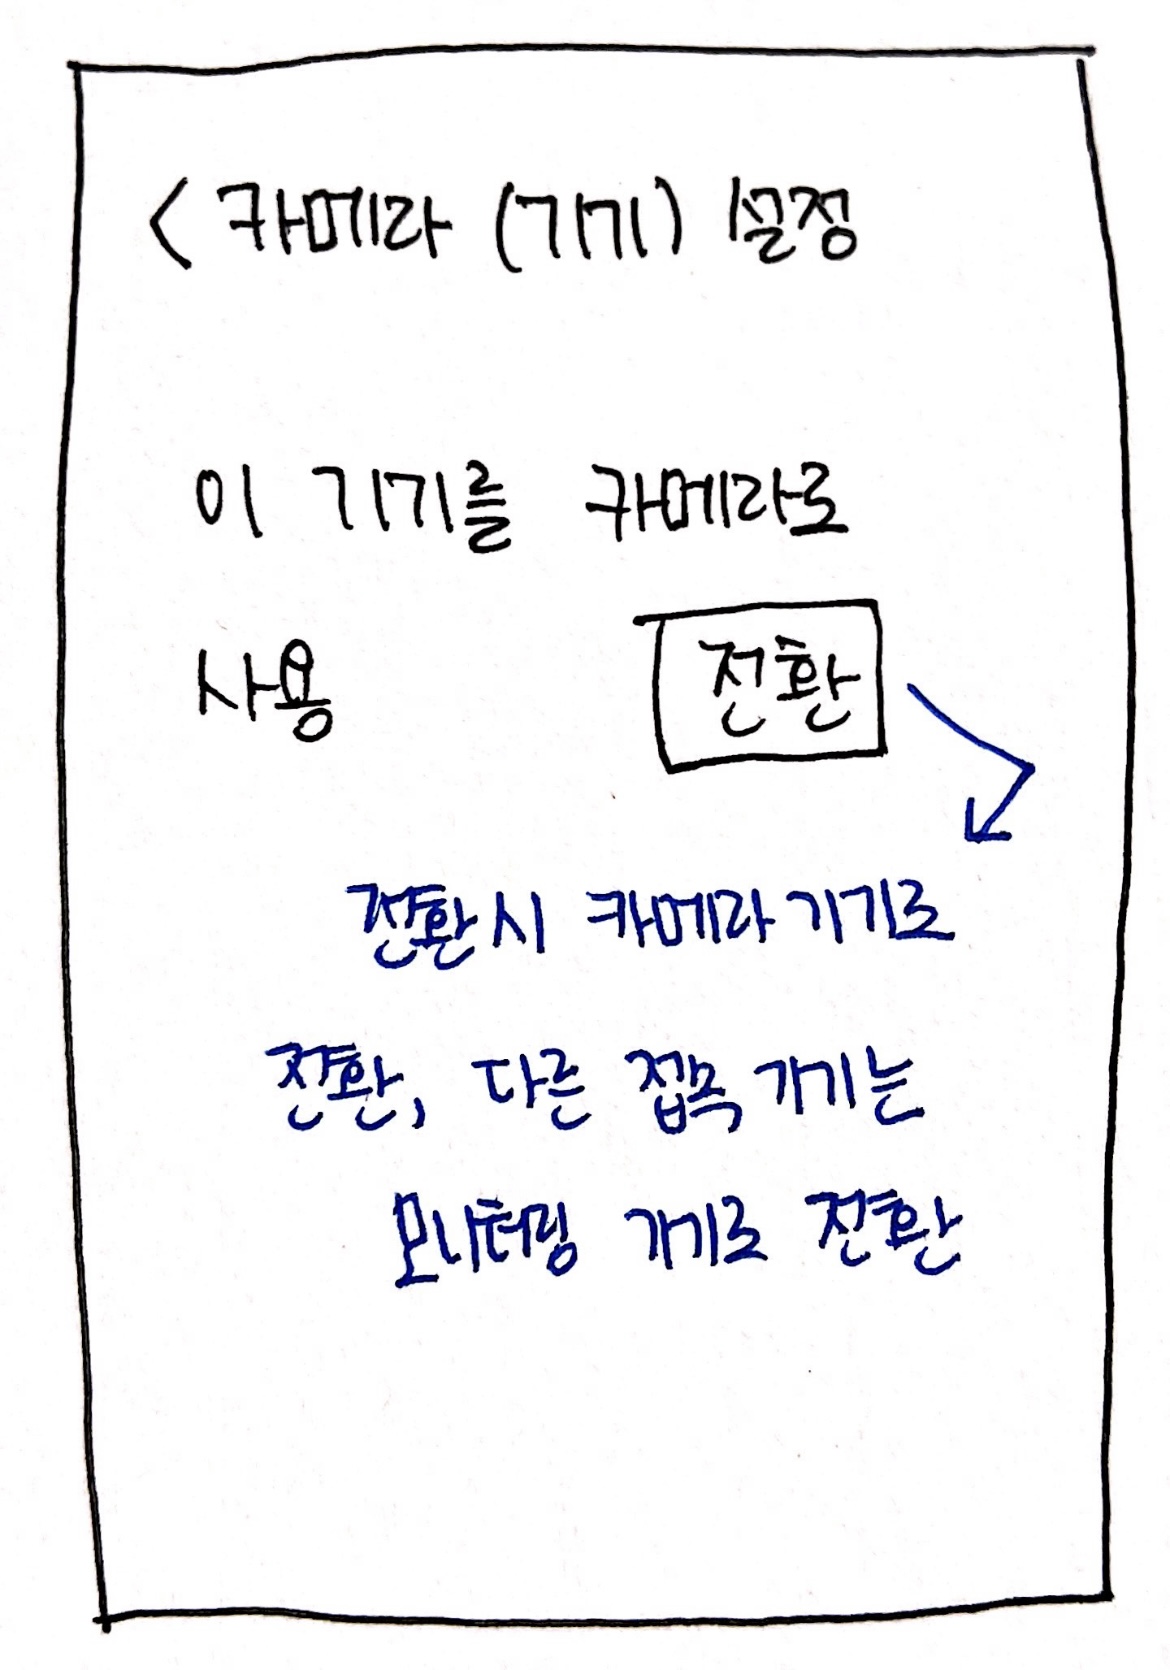 < 카메라 (기기) 설정
이 기기를 카메라로
사용 전환
전환시 카메라 기기로
전환, 다른 접속 기기는
모니터링 기기로 전환